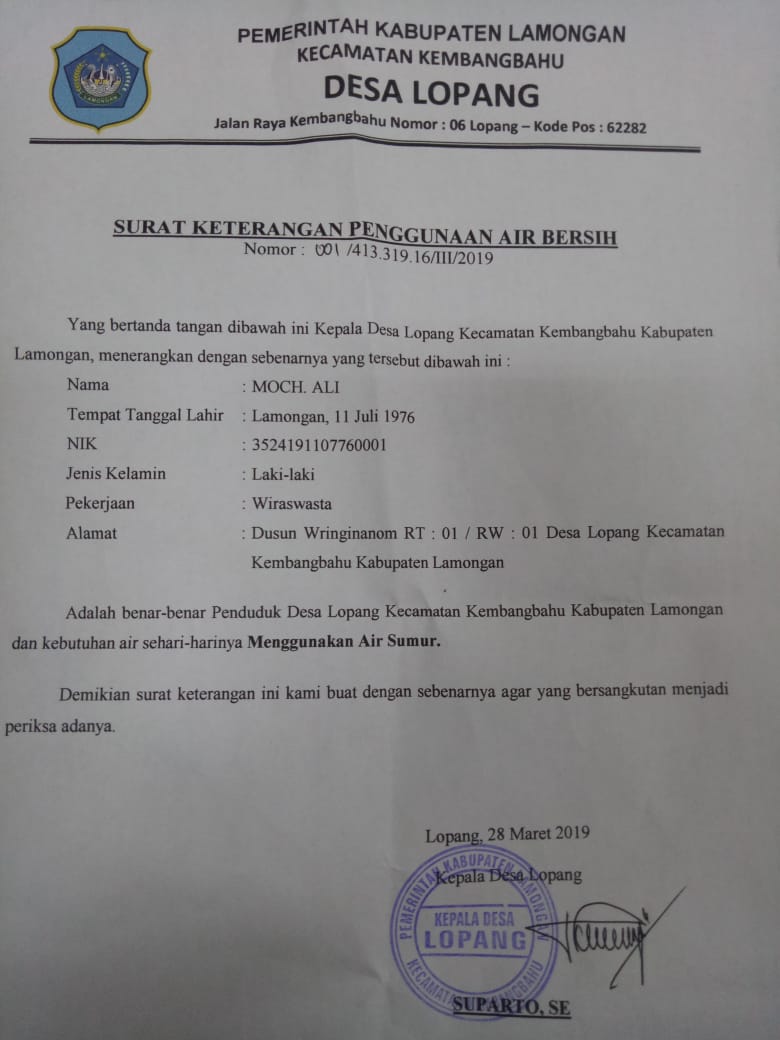 LAMONGAN
PEMERINTAH KABUPATEN LAMONGAN
KECAMATAN KEMBANGBAHU
DESA LOPANG
Jalan Raya Kembangbahu Nomor : 06 Lopang – Kode Pos : 62282
SURAT KETERANGAN PENGGUNAAN AIR BERSIH
Nomor : 001 /413.319.16/III/2019
Yang bertanda tangan dibawah ini Kepala Desa Lopang Kecamatan Kembangbahu Kabupaten
Lamongan, menerangkan dengan sebenarnya yang tersebut dibawah ini :
Nama : MOCH. ALI
Tempat Tanggal Lahir : Lamongan, 11 Juli 1976
NIK : 3524191107760001
Jenis Kelamin : Laki-laki
Pekerjaan : Wiraswasta
Alamat : Dusun Wringinanom RT : 01 / RW : 01 Desa Lopang Kecamatan
Kembangbahu Kabupaten Lamongan
Adalah benar-benar Penduduk Desa Lopang Kecamatan Kembangbahu Kabupaten Lamongan
dan kebutuhan air sehari-harinya Menggunakan Air Sumur.
Demikian surat keterangan ini kami buat dengan sebenarnya agar yang bersangkutan menjadi
periksa adanya.
Lopang, 28 Maret 2019
Kepala Desa Lopang
PEMERINTAH KABUPATEN LAMONGAN
KEPALA DESA
LOPANG
KECAMATAN KEMBANGBAHU
SUPARTO, SE